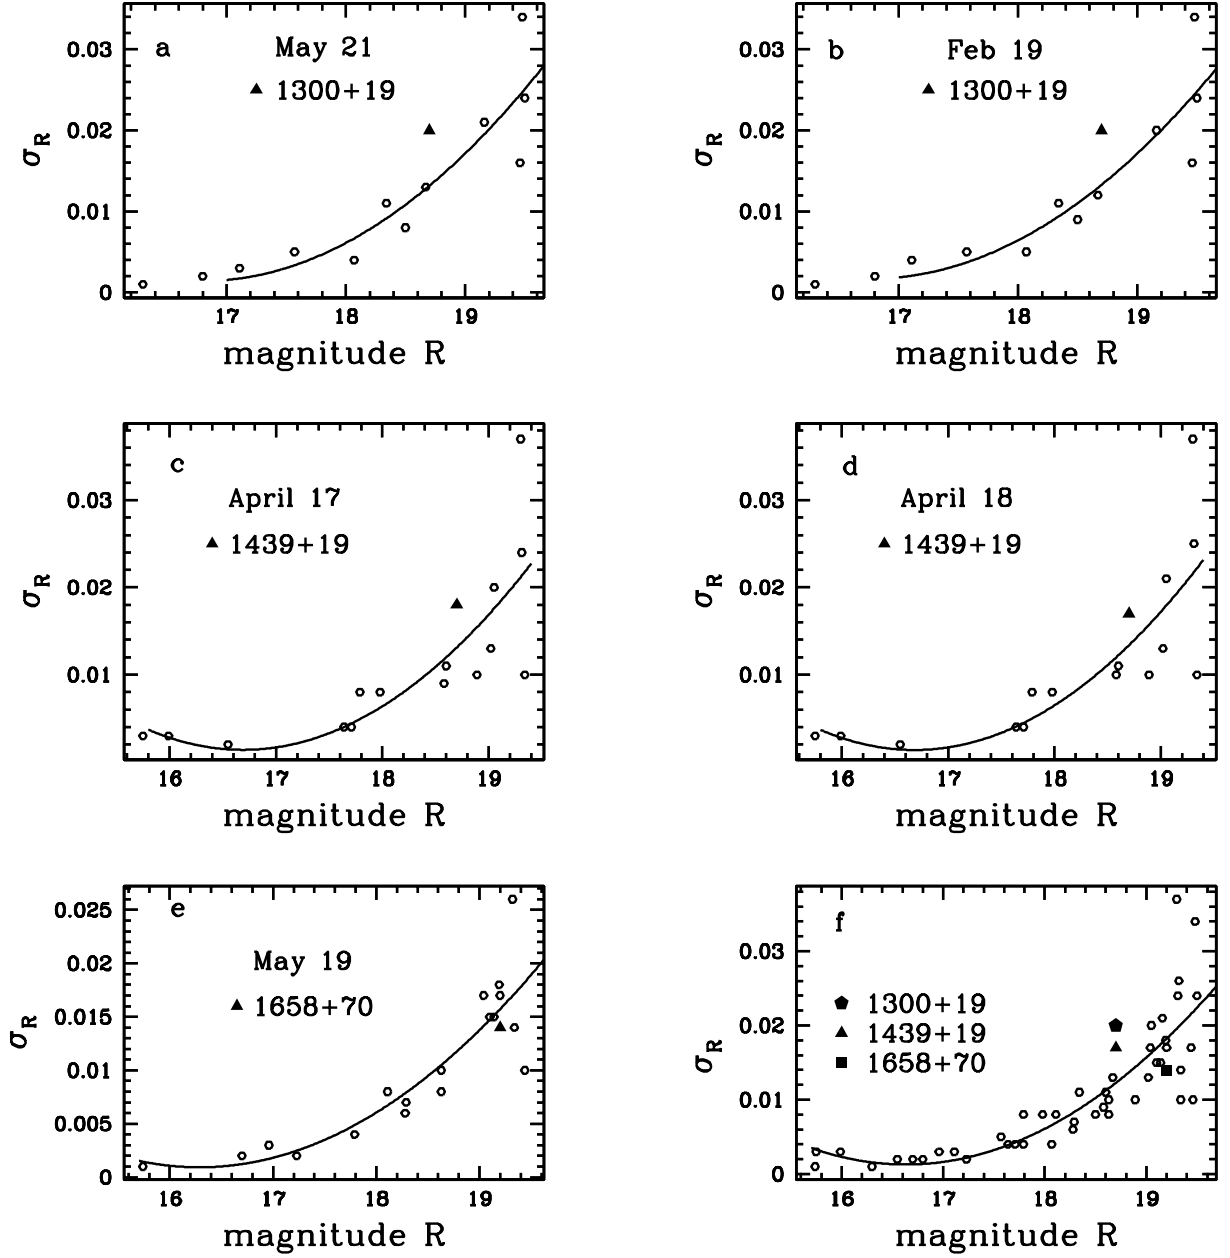 a May 21
▲ 1300+19
0.03
0.02
0.01
0
σR
17 18 19
magnitude R
b Feb 19
▲ 1300+19
0.03
0.02
0.01
0
σR
17 18 19
magnitude R
c
April 17
▲ 1439+19
0.03
0.02
0.01
σR
16 17 18 19
magnitude R
d
April 18
▲ 1439+19
0.03
0.02
0.01
σR
16 17 18 19
magnitude R
e
May 19
▲ 1658+70
0.025
0.02
0.015
0.01
0.005
0
σR
16 17 18 19
magnitude R
f
1300+19
▲ 1439+19
■ 1658+70
0.03
0.02
0.01
0
σR
16 17 18 19
magnitude R